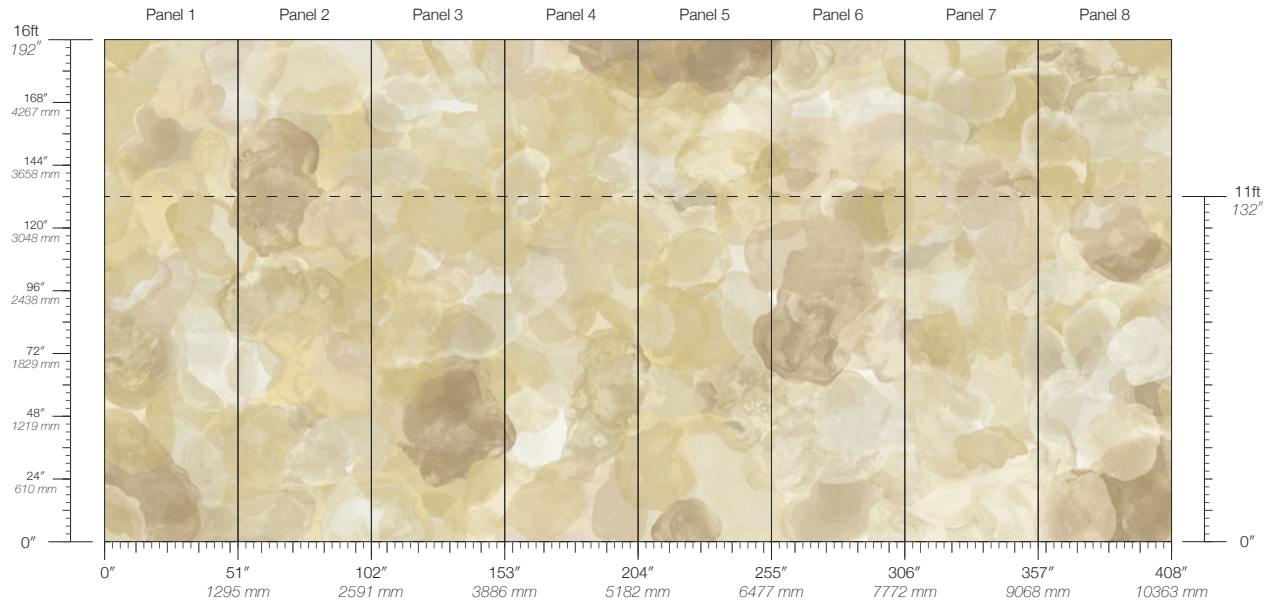 Panel 1 Panel 2 Panel 3 Panel 4 Panel 5 Panel 6 Panel 7 Panel 8
16ft
192″
168″
4267 mm
144″
3658 mm
120″
3048 mm
96″
2438 mm
72″
1829 mm
48″
1219 mm
24″
610 mm
0″
11ft
132″
0″
0″ 51″ 102″ 153″ 204″ 255″ 306″ 357″ 408″
1295 mm 2591 mm 3886 mm 5182 mm 6477 mm 7772 mm 9068 mm 10363 mm